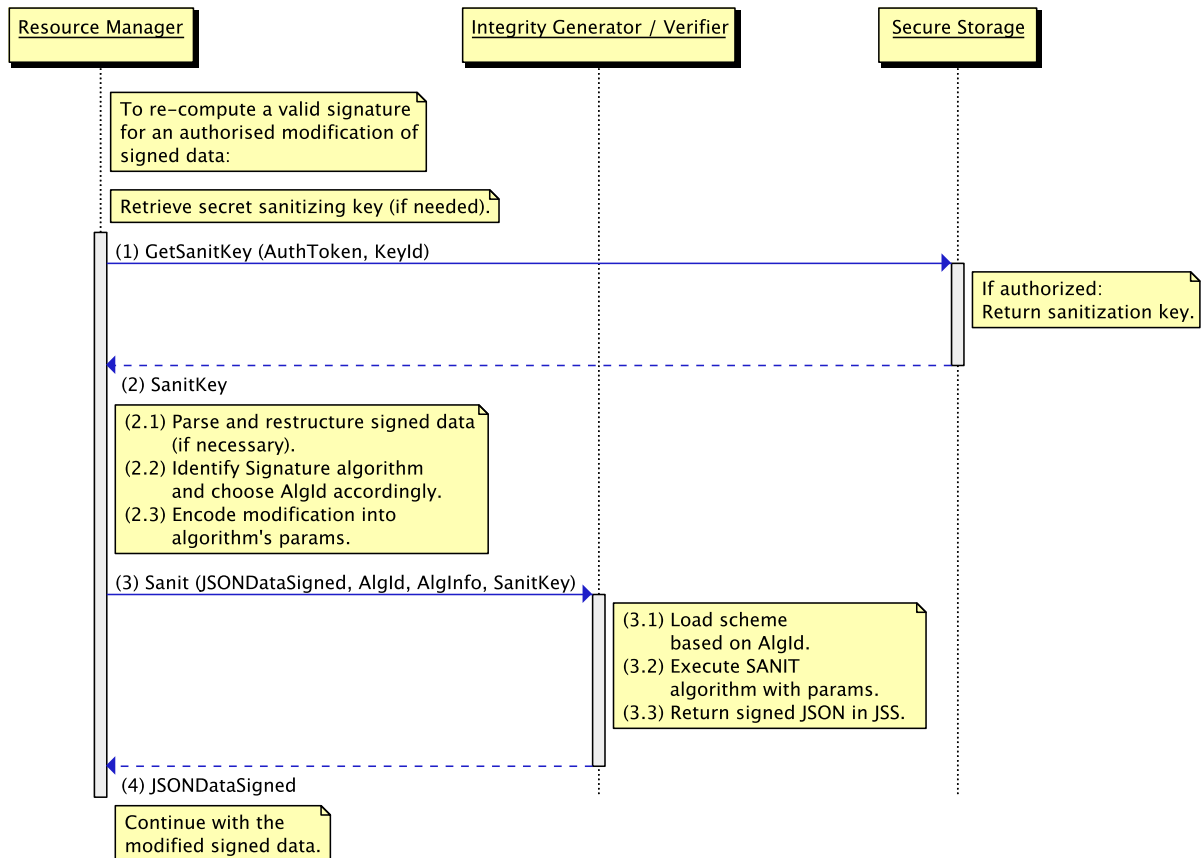 Resource Manager
Integrity Generator / Verifier
Secure Storage
To re-compute a valid signature
for an authorised modification of
signed data:
Retrieve secret sanitizing key (if needed).
(1) GetSanitKey (AuthToken, KeyId)
If authorized:
Return sanitization key.
(2) SanitKey
(2.1) Parse and restructure signed data
(if necessary).
(2.2) Identify Signature algorithm
and choose AlgId accordingly.
(2.3) Encode modification into
algorithm's params.
(3) Sanit (JSONDataSigned, AlgId, AlgInfo, SanitKey)
(3.1) Load scheme
based on AlgId.
(3.2) Execute SANIT
algorithm with params.
(3.3) Return signed JSON in JSS.
(4) JSONDataSigned
Continue with the
modified signed data.